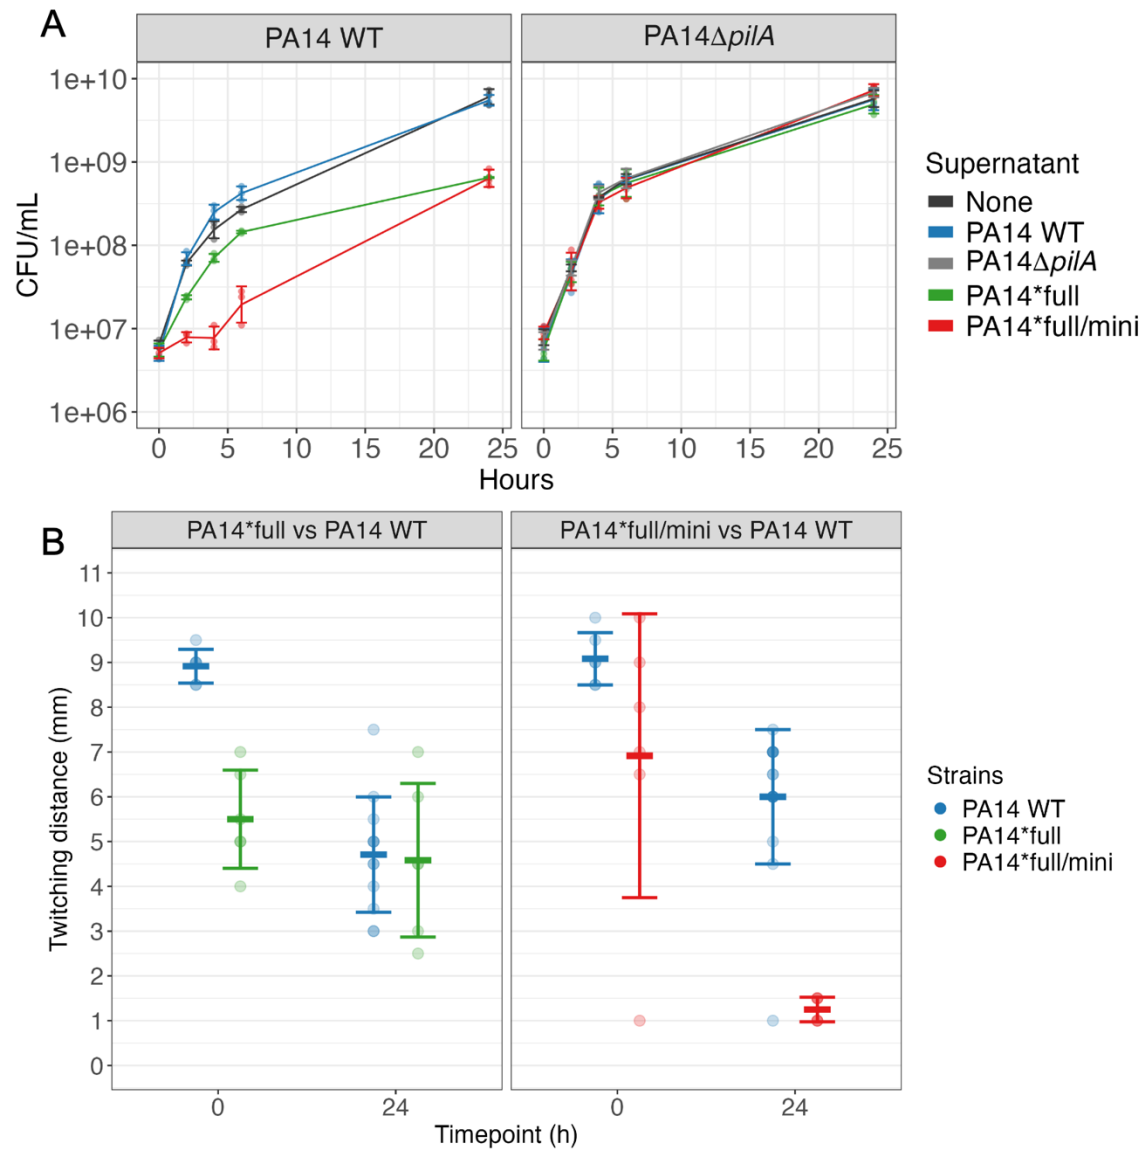 A
PA14 WT
PA14ΔpilA
CFU/mL
1e+10
1e+09
1e+08
1e+07
1e+06
0 5 10 15 20 25
0 5 10 15 20 25
Hours
Supernatant
None
PA14 WT
PA14ΔpilA
PA14*full
PA14*full/mini
B
PA14*full vs PA14 WT
PA14*full/mini vs PA14 WT
Twitching distance (mm)
11
10
9
8
7
6
5
4
3
2
1
0
0 24
0 24
Timepoint (h)
Strains
PA14 WT
PA14*full
PA14*full/mini